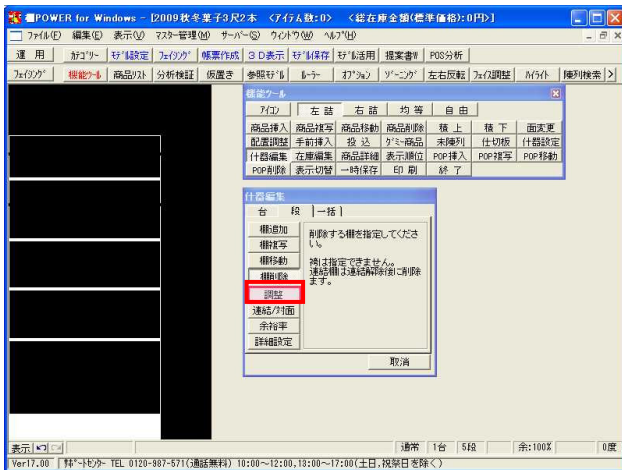 棚POWER for Windows - [2009秋冬菓子3尺2本 <アイテム数:0> <総在庫金額(標準価格):0円>]
ファイル(F) 編集(E) 表示(V) マスター管理(M) サーバー(S) ウィンドウ(W) ヘルプ(H)
運 用 カテゴリー モデル設定 フェイシング 帳票作成 3D表示 モデル保存 モデル活用 提案書W POS分析
フェイシング 機能ツール 商品リスト 分析検証 仮置き 参照モデル ルーラー オプション ゾーニング 左右反転 フェイス調整 ハイライト 陳列検索
機能ツール
アイコン 左 詰 右 詰 均 等 自 由
商品挿入 商品複写 商品移動 商品削除 積 上 積 下 面変更
配置調整 手前挿入 投 込 ダミー商品 未陳列 仕切板 什器設定
什器編集 在庫編集 商品詳細 表示順位 POP挿入 POP複写 POP移動
POP削除 表示切替 一時保存 印 刷 終 了
什器編集
台 段 一括
棚追加
棚複写
棚移動
棚削除
調整
連結/対面
余裕率
詳細設定
削除する棚を指定してください。
袴は指定できません。
連結棚は連結解除後に削除
ます。
取消
表示 通常 1台 5段 余:100% 0度
Ver17.00 サポートセンター TEL 0120-987-571(通話無料) 10:00~12:00,13:00~17:00(土日,祝祭日を除く)